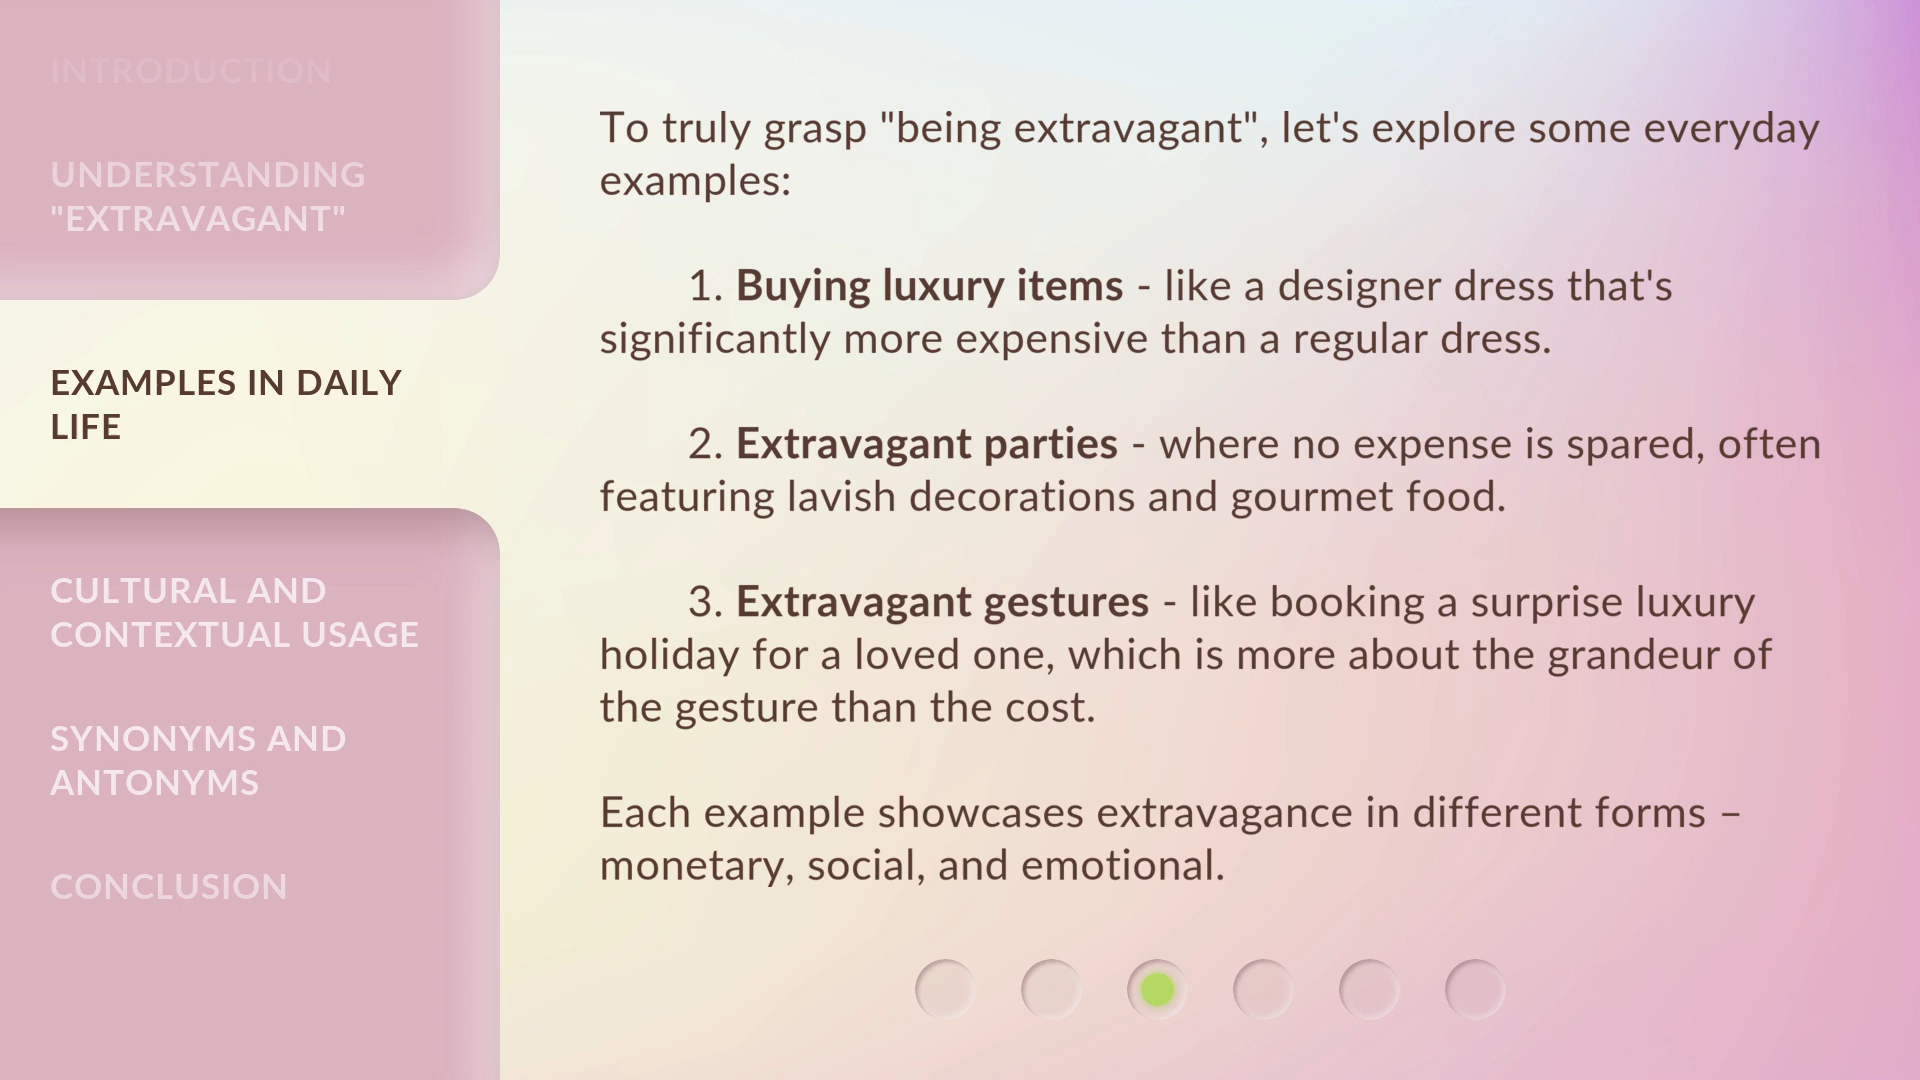 INTRODUCTION
UNDERSTANDING
"EXTRAVAGANT"
EXAMPLES IN DAILY
LIFE
CULTURAL AND
CONTEXTUAL USAGE
SYNONYMS AND
ANTONYMS
CONCLUSION
To truly grasp "being extravagant", let's explore some everyday
examples:
1. Buying luxury items - like a designer dress that's
significantly more expensive than a regular dress.
2. Extravagant parties - where no expense is spared, often
featuring lavish decorations and gourmet food.
3. Extravagant gestures - like booking a surprise luxury
holiday for a loved one, which is more about the grandeur of
the gesture than the cost.
Each example showcases extravagance in different forms –
monetary, social, and emotional.